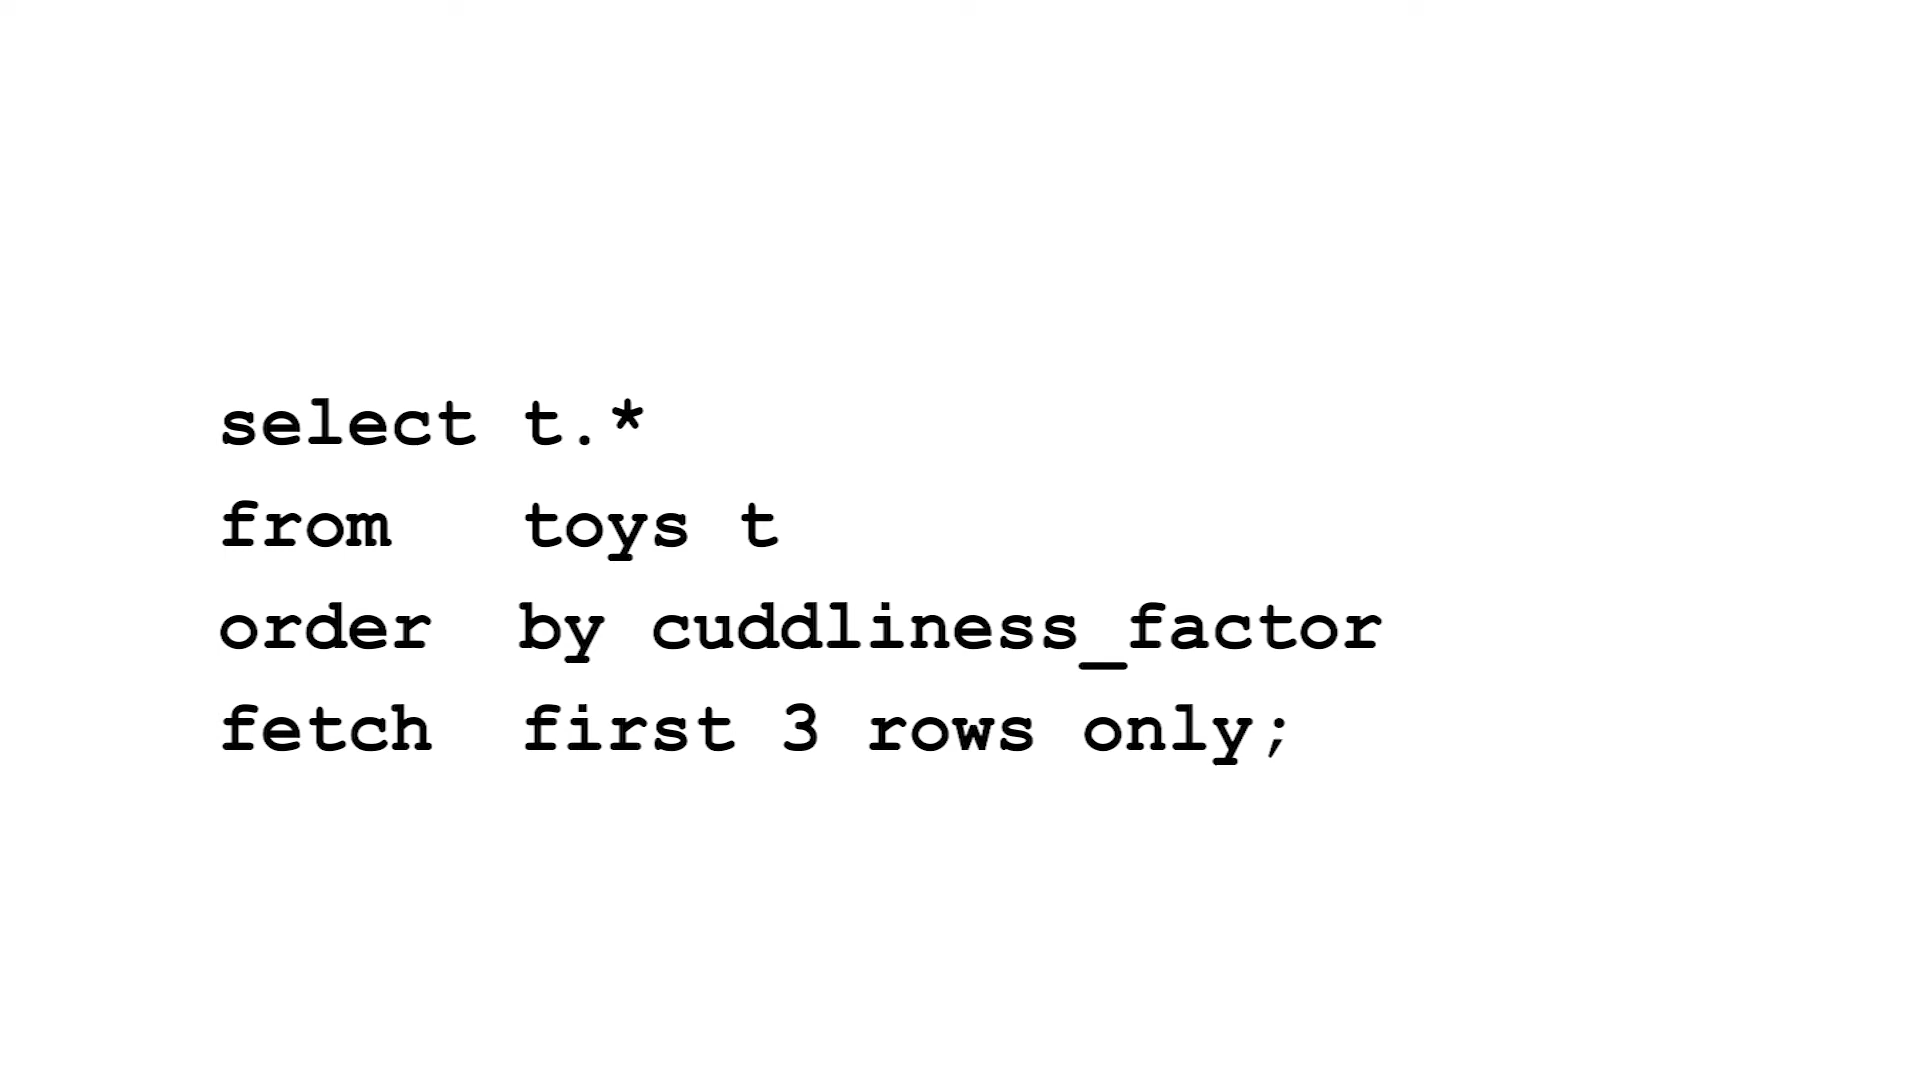 select t.*
from   toys t
order  by cuddliness_factor
fetch  first 3 rows only;